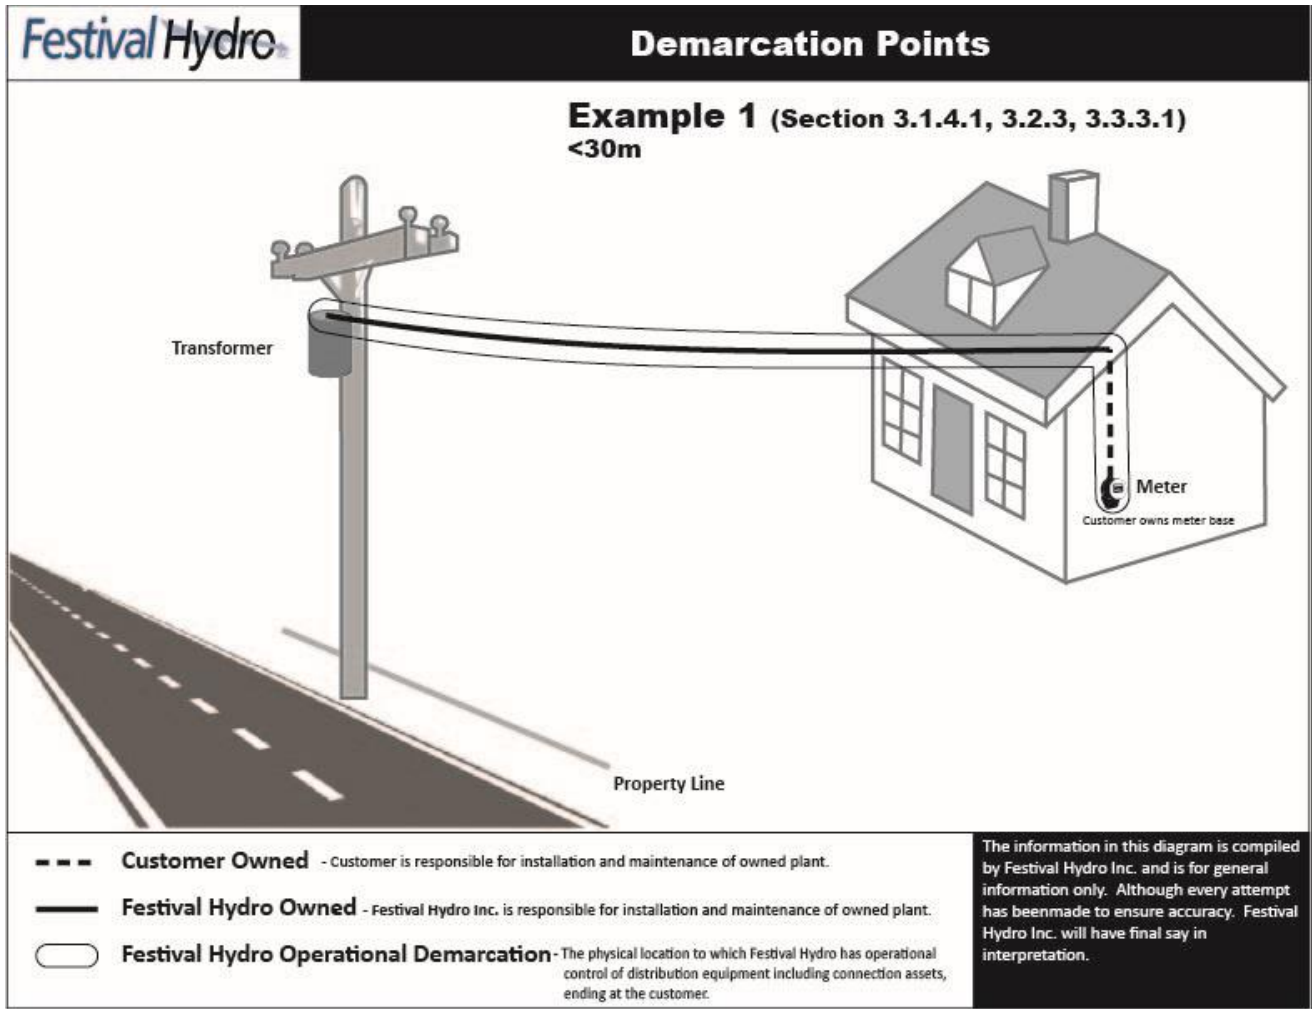 Festival Hydro
Demarcation Points
Example 1 (Section 3.1.4.1, 3.2.3, 3.3.3.1)
<30m
Transformer
Meter
Customer owns meter base
Property Line
Customer Owned - Customer is responsible for installation and maintenance of owned plant.
Festival Hydro Owned - Festival Hydro Inc. is responsible for installation and maintenance of owned plant.
Festival Hydro Operational Demarcation - The physical location to which Festival Hydro has operational
control of distribution equipment including connection assets,
ending at the customer.
The information in this diagram is compiled
by Festival Hydro Inc. and is for general
information only. Although every attempt
has beenmade to ensure accuracy. Festival
Hydro Inc. will have final say in
interpretation.